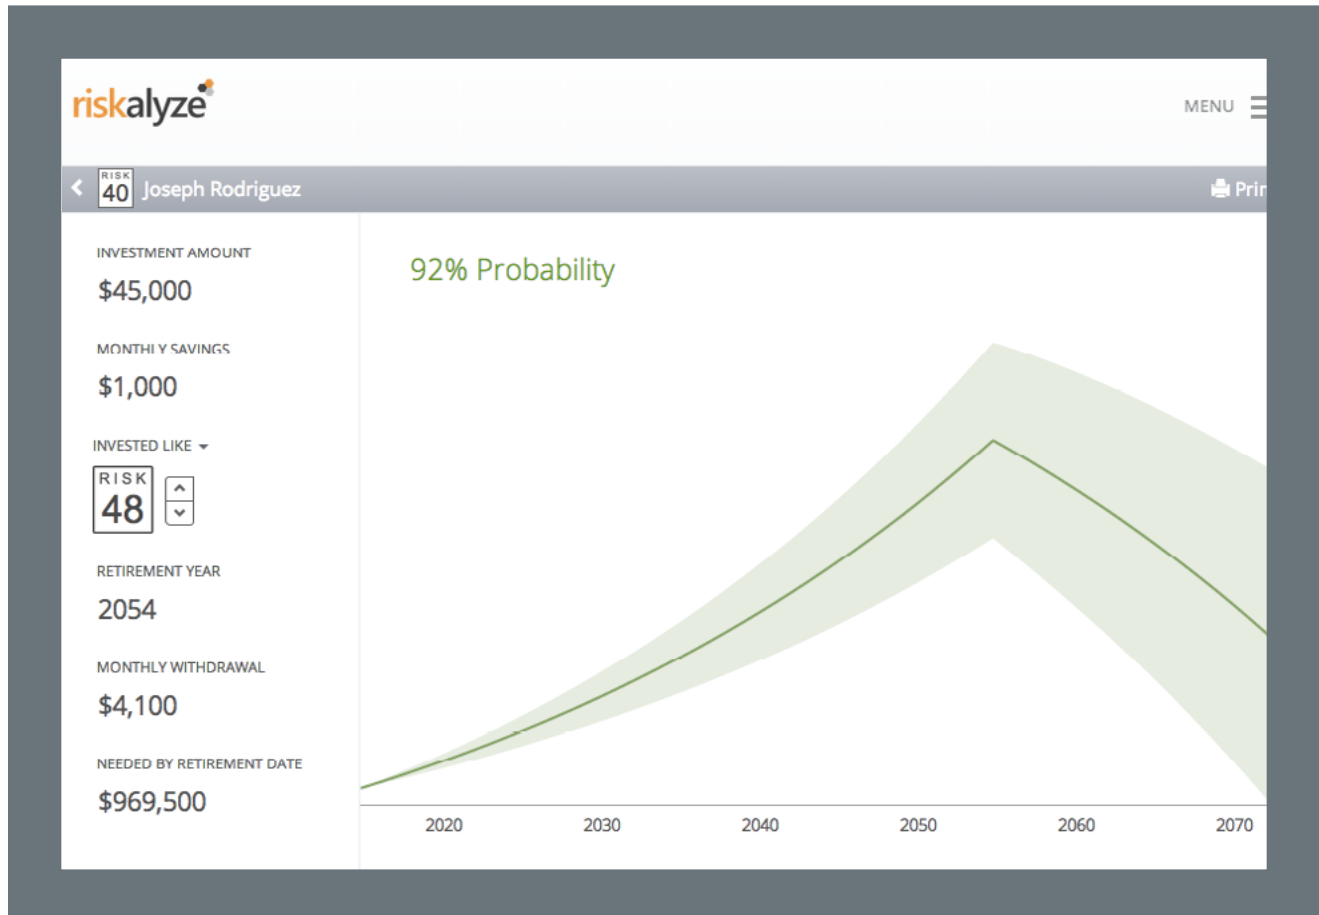 riskalyze
MENU
RISK
40 Joseph Rodriguez
Prin
INVESTMENT AMOUNT
$45,000
92% Probability
MONTHLY SAVINGS
$1,000
INVESTED LIKE
RISK
48
RETIREMENT YEAR
2054
MONTHLY WITHDRAWAL
$4,100
NEEDED BY RETIREMENT DATE
$969,500
2020 2030 2040 2050 2060 2070